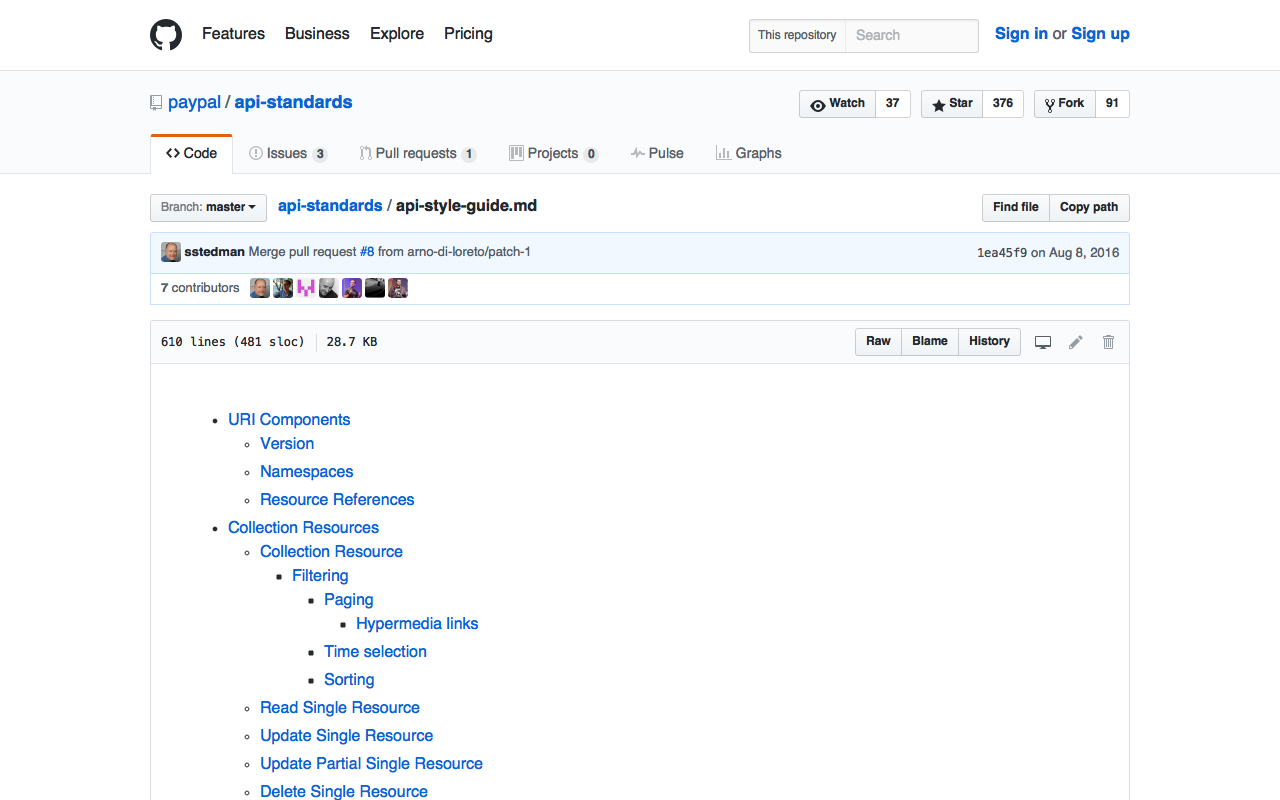 Features Business Explore Pricing This repository Search Sign in or Sign up
paypal / api-standards Watch 37 Star 376 Fork 91
Code Issues 3 Pull requests 1 Projects 0 Pulse Graphs
Branch: master api-standards / api-style-guide.md Find file Copy path
sstedman Merge pull request #8 from arno-di-loreto/patch-1 1ea45f9 on Aug 8, 2016
7 contributors
610 lines (481 sloc) 28.7 KB Raw Blame History
URI Components
Version
Namespaces
Resource References
Collection Resources
Collection Resource
Filtering
Paging
Hypermedia links
Time selection
Sorting
Read Single Resource
Update Single Resource
Update Partial Single Resource
Delete Single Resource